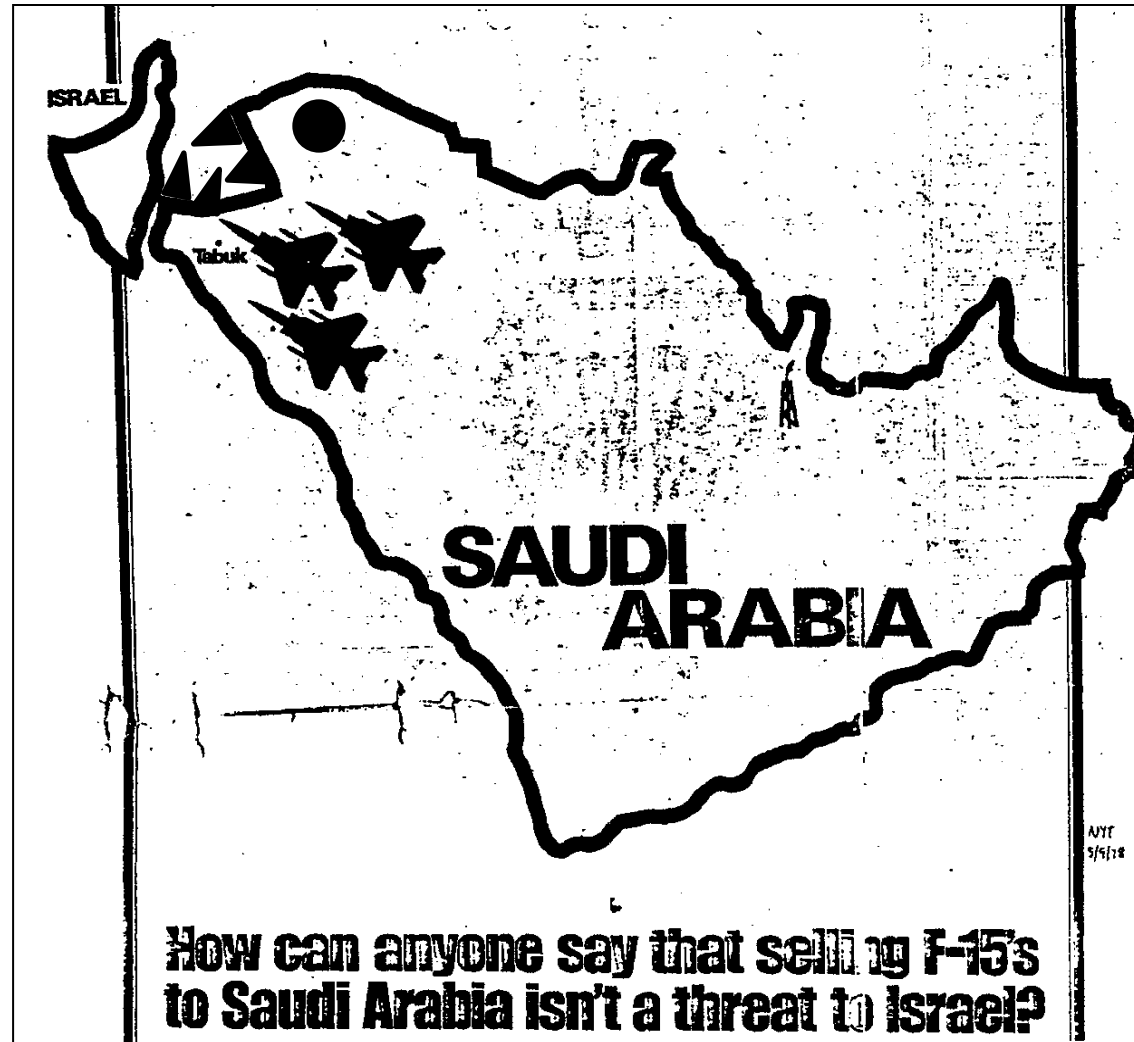 ISRAEL
Tabuk
SAUDI
ARABIA
NYT
How can anyone say that selling F-15's
to Saudi Arabia isn't a threat to Israel?